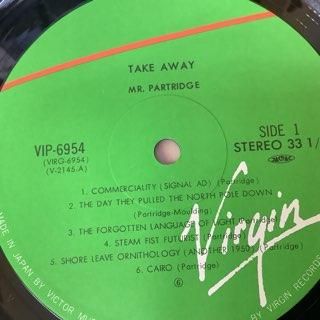 TAKE AWAY
MR. PARTRIDGE
VIP-6954
(VIRG-6954)
(V-2145-A)
SIDE 1
STEREO 33 1/
1. COMMERCIALITY (SIGNAL AD) (Partridge)
2. THE DAY THEY PULLED THE NORTH POLE DOWN
(Partridge-Moulding)
3. THE FORGOTTEN LANGUAGE OF LIGHT (Partridge)
4. STEAM FIST FUTURIST (Partridge)
5. SHORE LEAVE ORNITHOLOGY (ANOTHER 1950) (Partridge)
6. CAIRO (Partridge)
6
Virgin
MADE IN JAPAN BY VICTOR
VIRGIN RECORDS